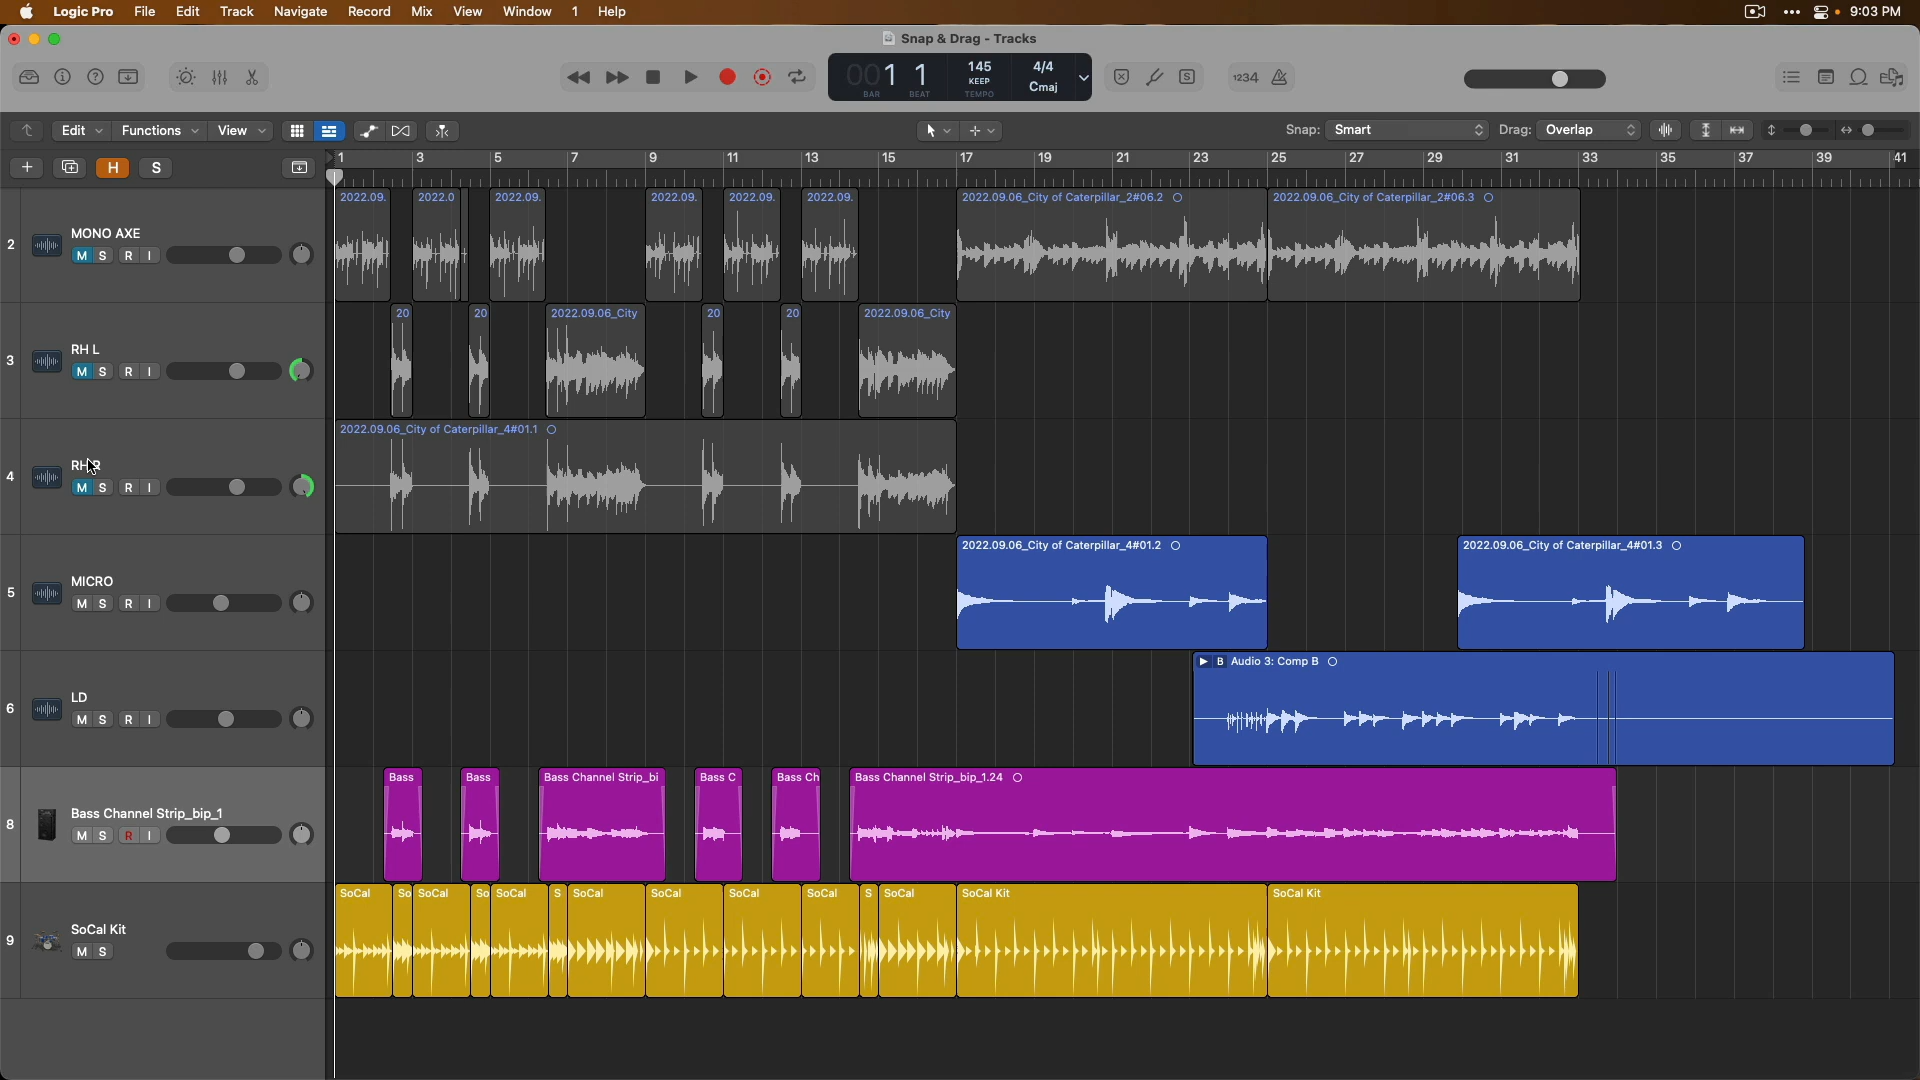 Logic Pro File Edit Track Navigate Record Mix View Window 1 Help 9:03 PM
Snap & Drag - Tracks
001 1 145 KEEP 4/4 Cmaj 1234
BAR BEAT TEMPO
Edit Functions View Snap: Smart Drag: Overlap
H S 1 3 5 7 9 11 13 15 17 19 21 23 25 27 29 31 33 35 37 39 41
2022.09. 2022.0 2022.09. 2022.09. 2022.09. 2022.09. 2022.09.06_City of Caterpillar_2#06.2 2022.09.06_City of Caterpillar_2#06.3
2 MONO AXE
M S R I
20 20 2022.09.06_City 20 20 2022.09.06_City
3 RH L
M S R I
2022.09.06_City of Caterpillar_4#01.1
4 RH R
M S R I
2022.09.06_City of Caterpillar_4#01.2 2022.09.06_City of Caterpillar_4#01.3
5 MICRO
M S R I
B Audio 3: Comp B
6 LD
M S R I
Bass Bass Bass Channel Strip_bi Bass C Bass Ch Bass Channel Strip_bip_1.24
8 Bass Channel Strip_bip_1
M S R I
SoCal So SoCal So SoCal S SoCal SoCal SoCal SoCal S SoCal SoCal Kit SoCal Kit
9 SoCal Kit
M S